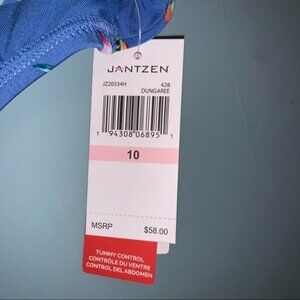 JANTZEN
JZ20334H 428
DUNGAREE
1 94308 06895 1
10
MSRP $58.00
TUMMY CONTROL
CONTRÔLE DU VENTRE
CONTROL DEL ABDOMEN